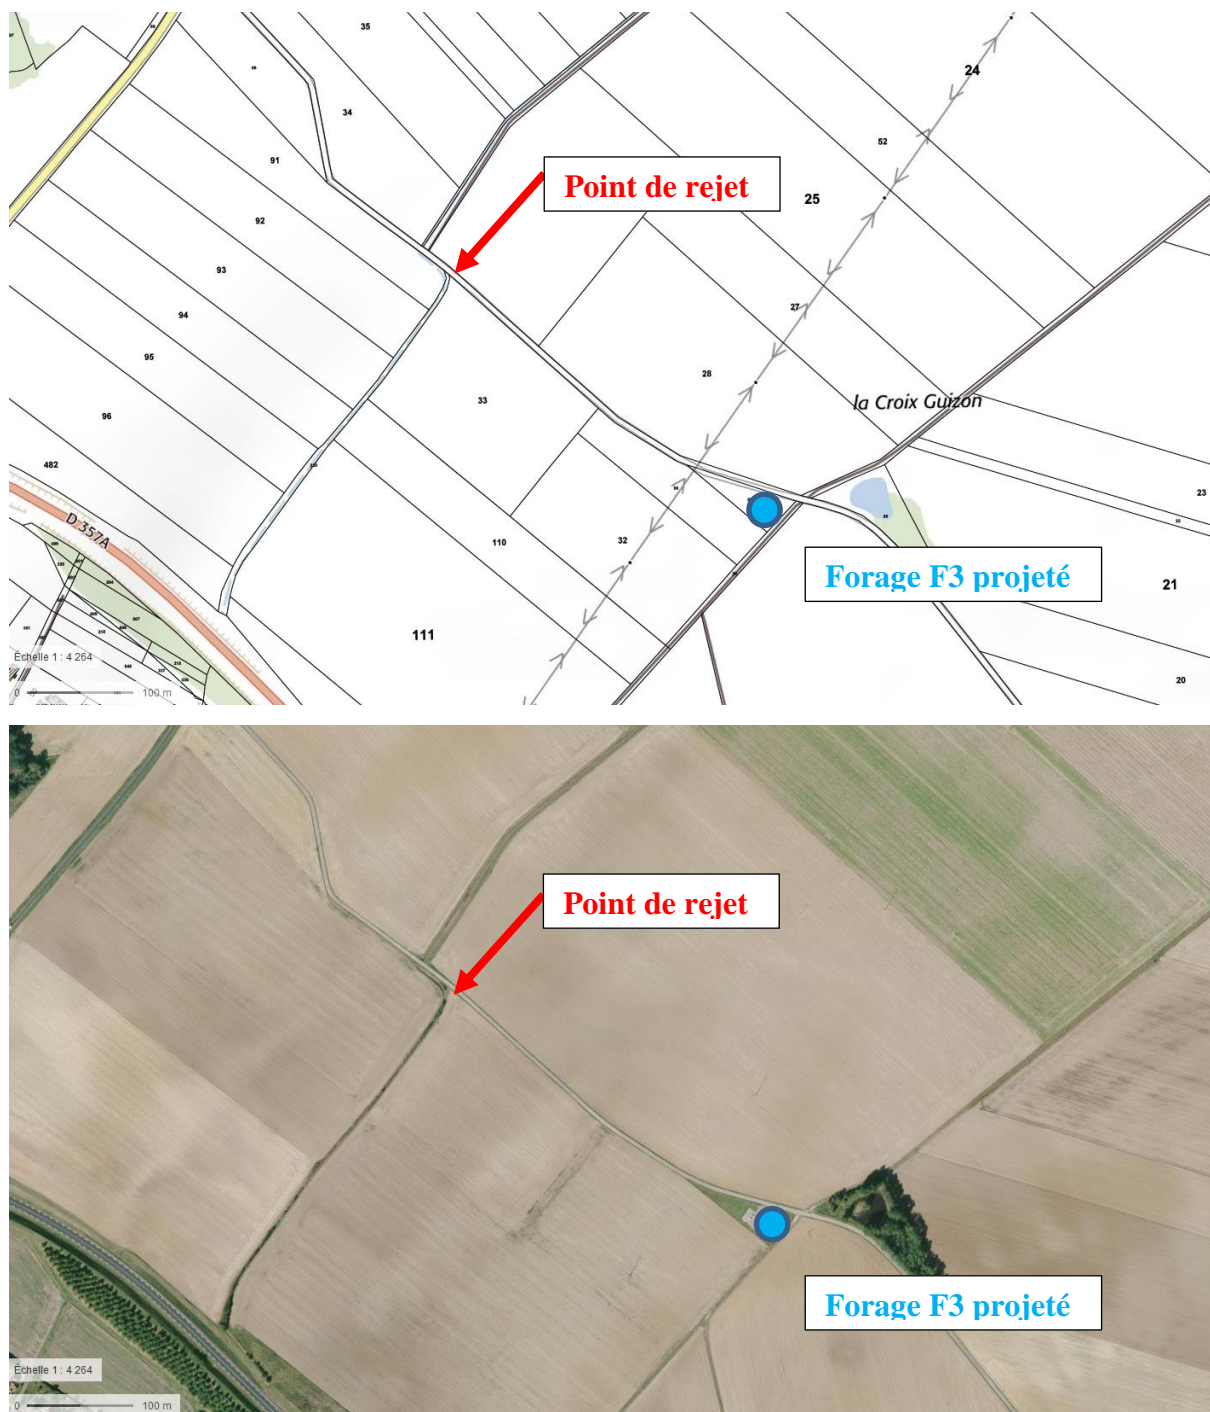 35
24
34
52
91
Point de rejet
25
92
93
27
94
95
28
la Croix Guizon
33
96
482
23
D 357A
110
32
Forage F3 projeté
21
111
Échelle 1 : 4 264
20
0 100 m
Point de rejet
Forage F3 projeté
Échelle 1 : 4 264
0 100 m